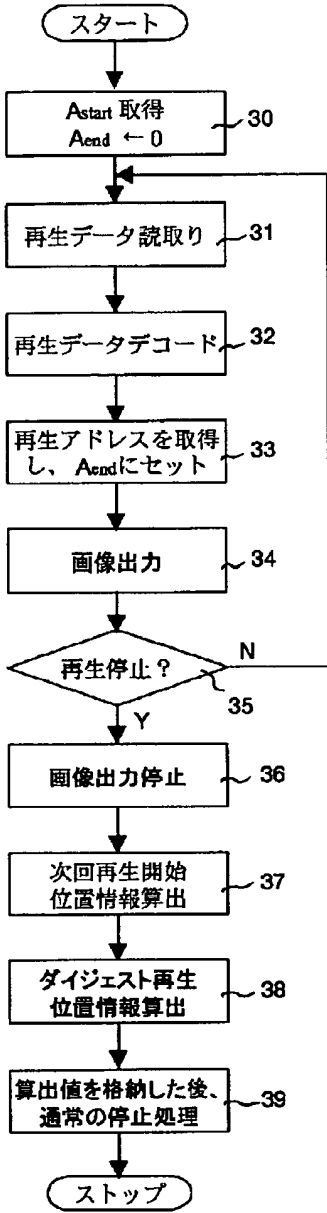 スタート
Astart 取得
Aend ← 0
30
再生データ読取り
31
再生データデコード
32
再生アドレスを取得
し、Aendにセット
33
画像出力
34
再生停止？
N
35
Y
画像出力停止
36
次回再生開始
位置情報算出
37
ダイジェスト再生
位置情報算出
38
算出値を格納した後、
通常の停止処理
39
ストップ